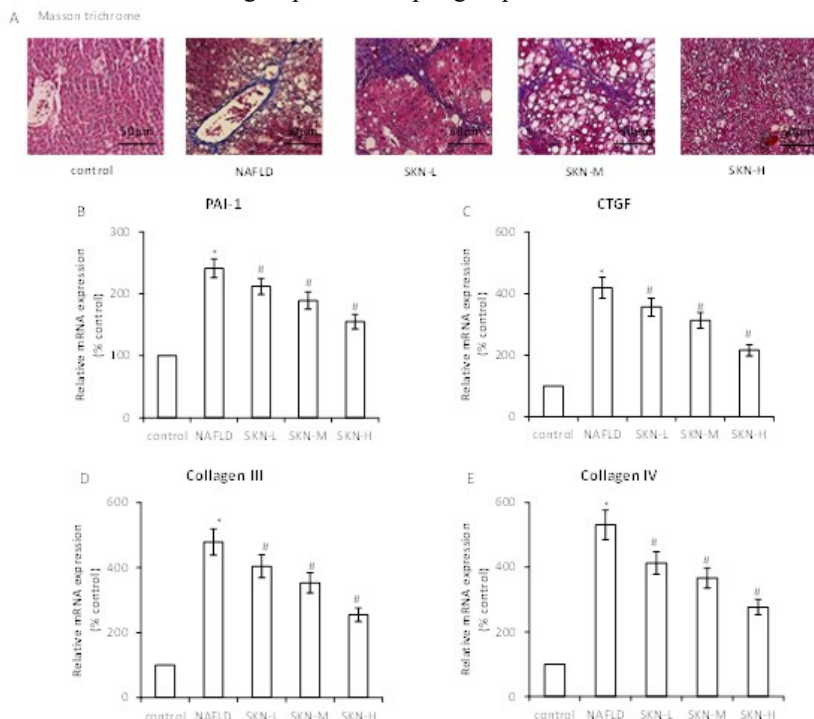 A Masson trichrome
50μm
control NAFLD SKN-L SKN-M SKN-H
B PAI-1
Relative mRNA expression
(% control)
300
200
100
0
*
#
#
#
control NAFLD SKN-L SKN-M SKN-H
C CTGF
Relative mRNA expression
(% control)
600
400
200
0
*
#
#
#
control NAFLD SKN-L SKN-M SKN-H
D Collagen III
Relative mRNA expression
(% control)
600
400
200
0
*
#
#
#
control NAFLD SKN-L SKN-M SKN-H
E Collagen IV
Relative mRNA expression
(% control)
600
400
200
0
*
#
#
#
control NAFLD SKN-L SKN-M SKN-H